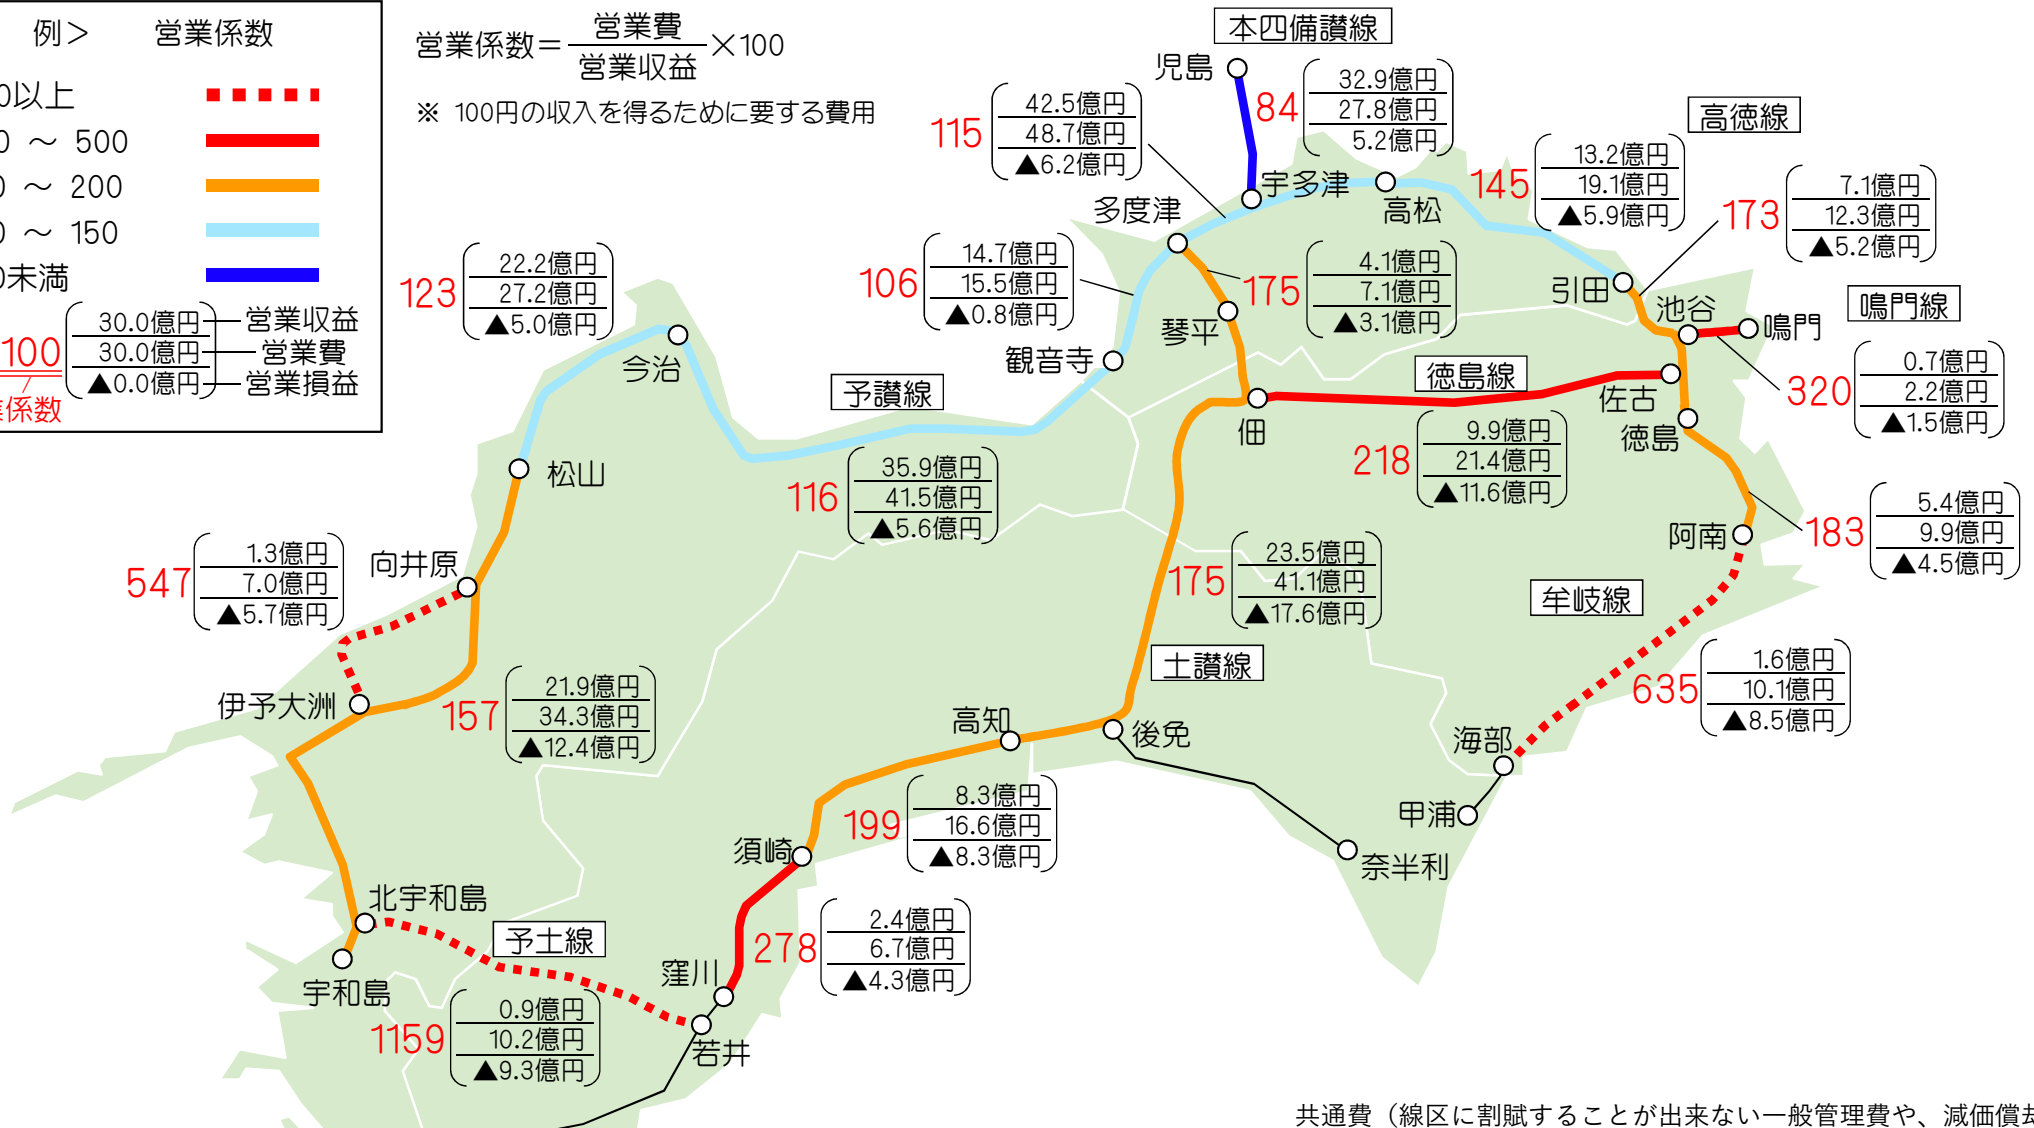 例＞ 営業係数
0以上
0 ～ 500
0 ～ 200
0 ～ 150
0未満
100
30.0億円 営業収益
30.0億円 営業費
▲0.0億円 営業損益
係数
営業係数＝営業費/営業収益×100
※ 100円の収入を得るために要する費用
本四備讃線
児島
84
32.9億円
27.8億円
5.2億円
宇多津
115
42.5億円
48.7億円
▲6.2億円
多度津
高松
高徳線
145
13.2億円
19.1億円
▲5.9億円
173
7.1億円
12.3億円
▲5.2億円
引田
池谷
鳴門
鳴門線
320
0.7億円
2.2億円
▲1.5億円
佐古
徳島
106
14.7億円
15.5億円
▲0.8億円
観音寺
175
4.1億円
7.1億円
▲3.1億円
琴平
佃
徳島線
218
9.9億円
21.4億円
▲11.6億円
123
22.2億円
27.2億円
▲5.0億円
今治
予讃線
116
35.9億円
41.5億円
▲5.6億円
松山
183
5.4億円
9.9億円
▲4.5億円
阿南
牟岐線
635
1.6億円
10.1億円
▲8.5億円
海部
甲浦
175
23.5億円
41.1億円
▲17.6億円
土讃線
後免
奈半利
高知
199
8.3億円
16.6億円
▲8.3億円
須崎
278
2.4億円
6.7億円
▲4.3億円
窪川
若井
547
1.3億円
7.0億円
▲5.7億円
向井原
伊予大洲
157
21.9億円
34.3億円
▲12.4億円
北宇和島
宇和島
予土線
1159
0.9億円
10.2億円
▲9.3億円
共通費（線区に割賦することが出来ない一般管理費や、減価償却